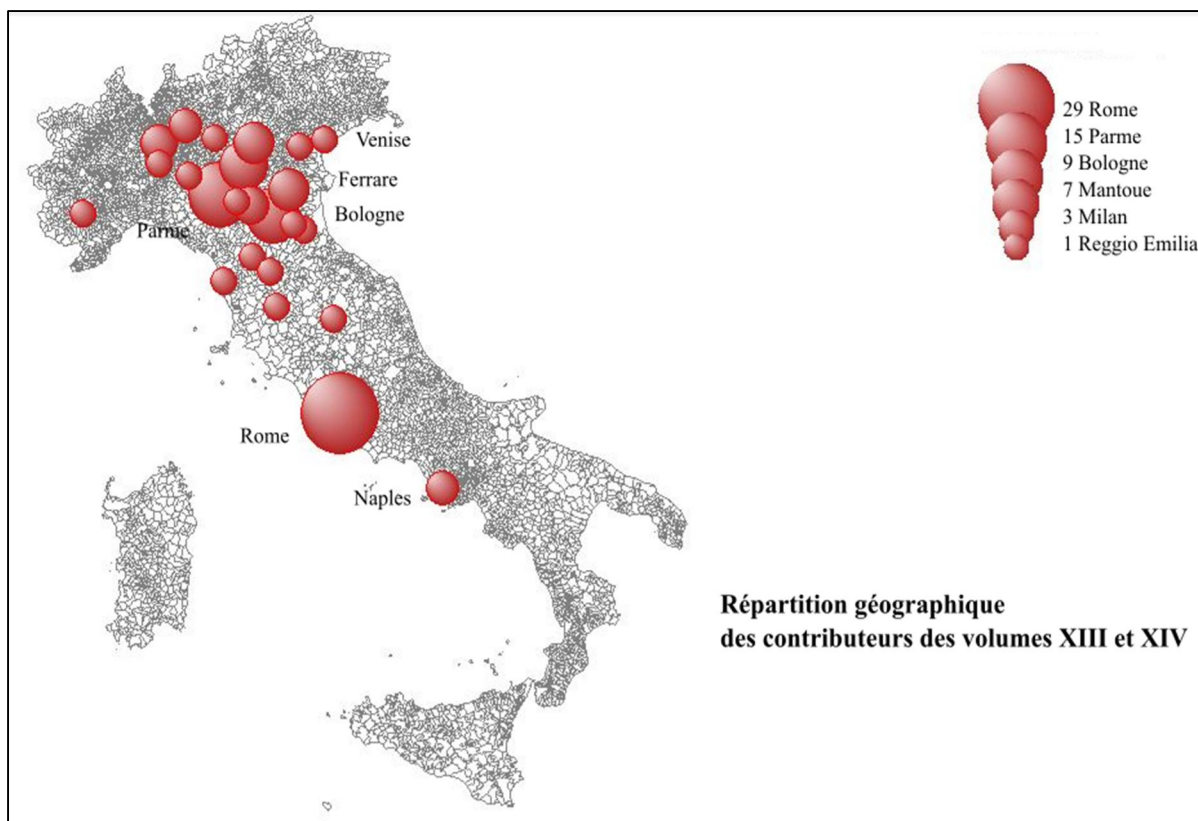 29 Rome
15 Parme
9 Bologne
7 Mantoue
3 Milan
1 Reggio Emilia
Venise
Ferrare
Bologne
Parme
Rome
Naples
Répartition géographique
des contributeurs des volumes XIII et XIV